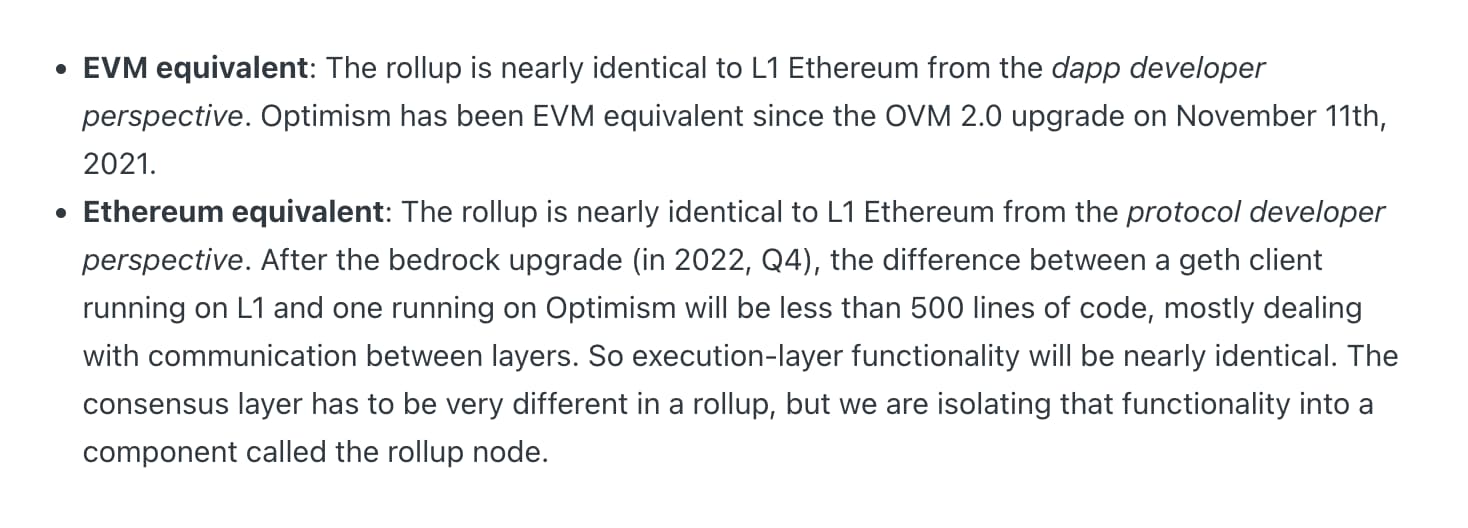 • EVM equivalent: The rollup is nearly identical to L1 Ethereum from the dapp developer
perspective. Optimism has been EVM equivalent since the OVM 2.0 upgrade on November 11th,
2021.
• Ethereum equivalent: The rollup is nearly identical to L1 Ethereum from the protocol developer
perspective. After the bedrock upgrade (in 2022, Q4), the difference between a geth client
running on L1 and one running on Optimism will be less than 500 lines of code, mostly dealing
with communication between layers. So execution-layer functionality will be nearly identical. The
consensus layer has to be very different in a rollup, but we are isolating that functionality into a
component called the rollup node.